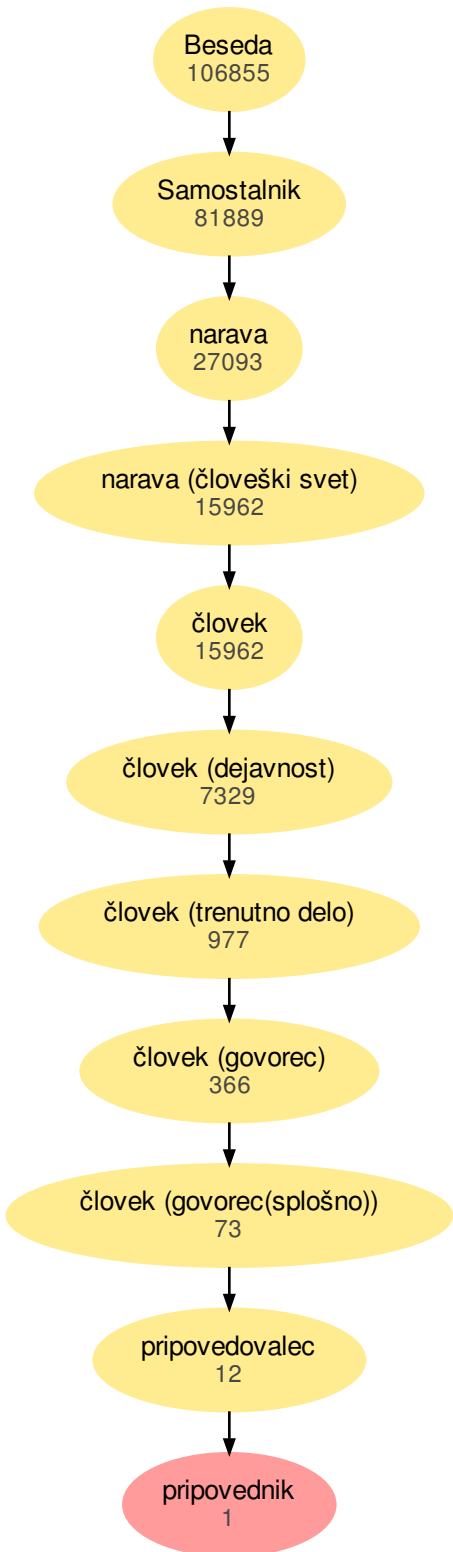 Beseda
106855
Samostalnik
81889
narava
27093
narava (človeški svet)
15962
človek
15962
človek (dejavnost)
7329
človek (trenutno delo)
977
človek (govorec)
366
človek (govorec(splošno))
73
pripovedovalec
12
pripovednik
1